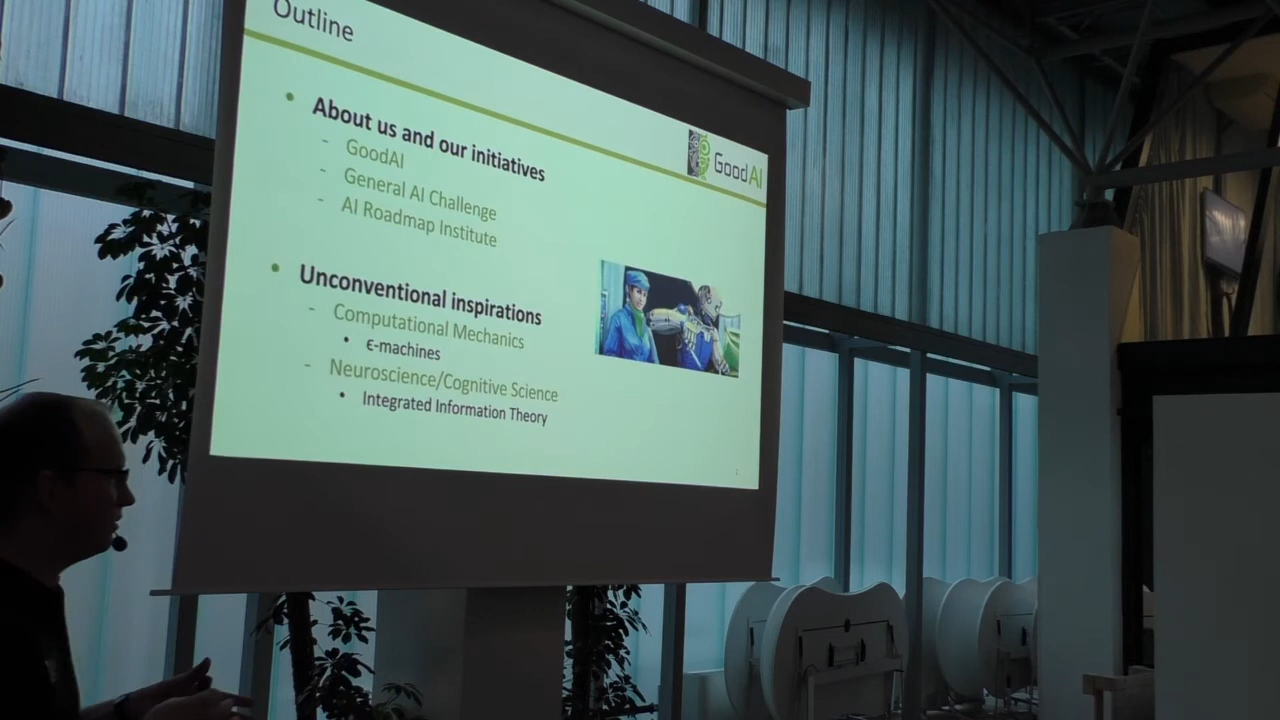 Outline
GoodAI
• About us and our initiatives
- GoodAI
- General AI Challenge
- AI Roadmap Institute
• Unconventional inspirations
- Computational Mechanics
• ϵ-machines
- Neuroscience/Cognitive Science
• Integrated Information Theory